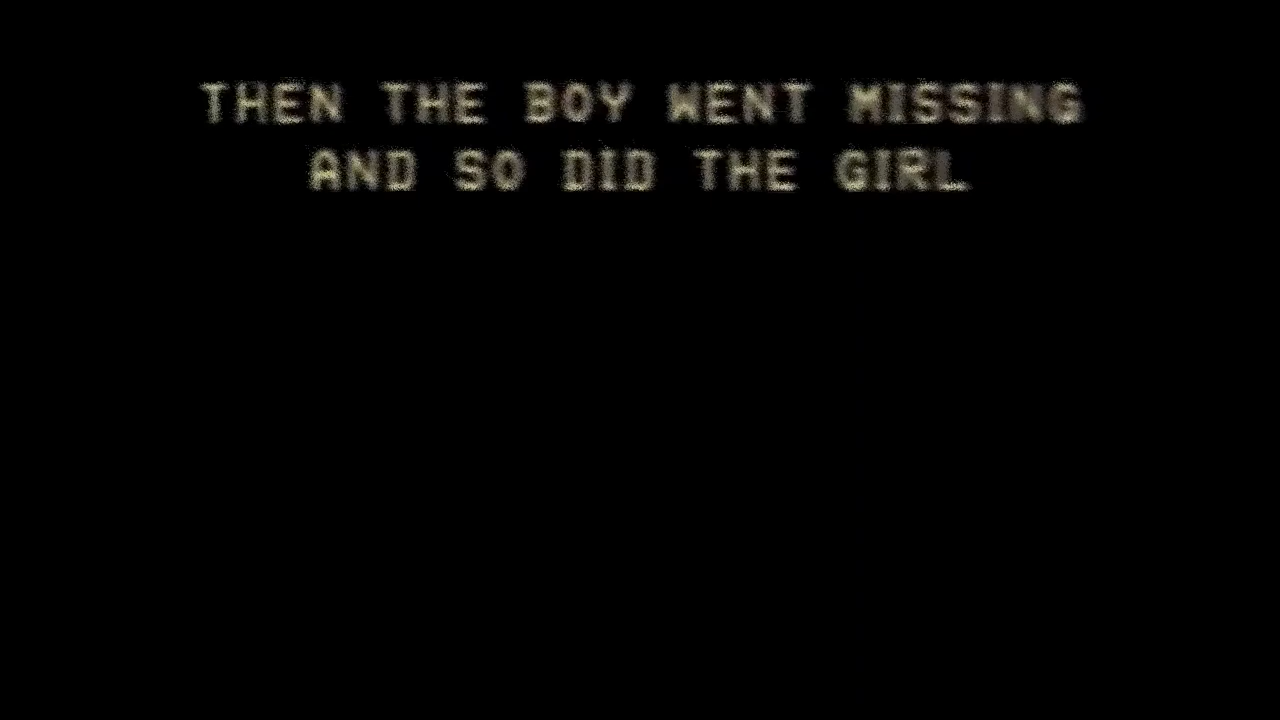 THEN THE BOY WENT MISSING
AND SO DID THE GIRL